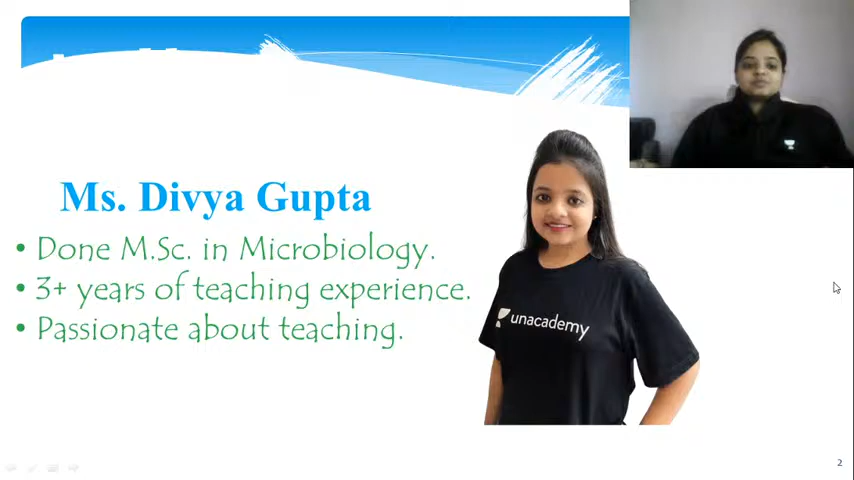 Ms. Divya Gupta
• Done M.Sc. in Microbiology.
• 3+ years of teaching experience.
• Passionate about teaching.
unacademy
2